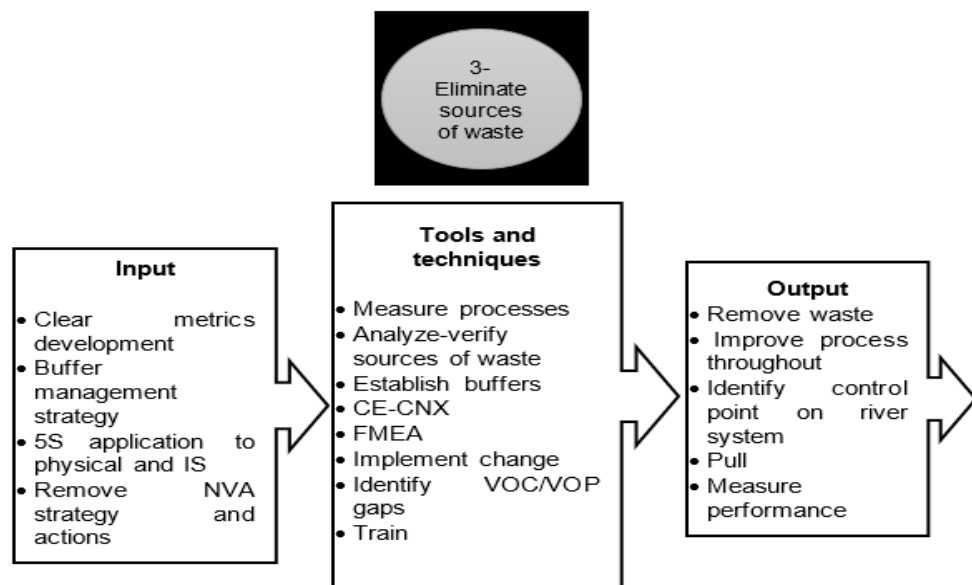 3-
Eliminate
sources
of waste
Input
• Clear metrics
development
• Buffer
management
strategy
• 5S application to
physical and IS
• Remove NVA
strategy and
actions
Tools and
techniques
• Measure processes
• Analyze-verify
sources of waste
• Establish buffers
• CE-CNX
• FMEA
• Implement change
• Identify VOC/VOP
gaps
• Train
Output
• Remove waste
• Improve process
throughout
• Identify control
point on river
system
• Pull
• Measure
performance